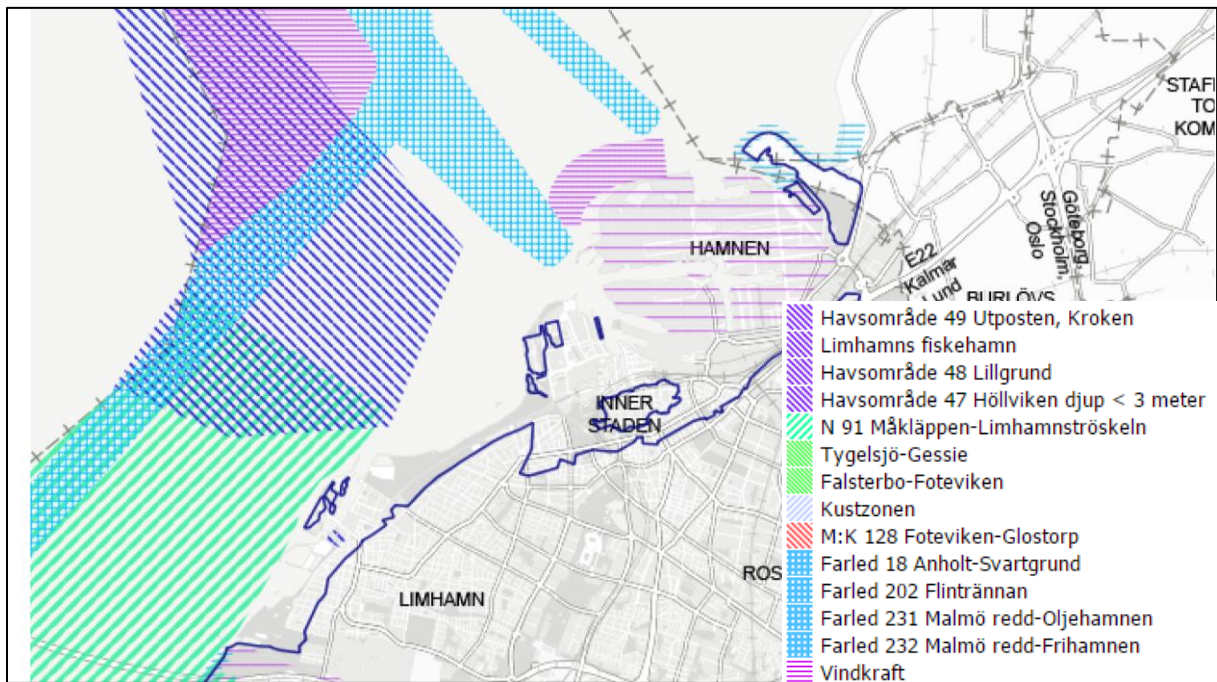 STAF
TO
KOM
Göteborg,
Stockholm,
Oslo
HAMNEN
E22
Kalmar
Lund
BURLÖVS
INNER
STADEN
ROS
LIMHAMN
Havsområde 49 Utposten, Kroken
Limhamns fiskehamn
Havsområde 48 Lillgrund
Havsområde 47 Höllviken djup < 3 meter
N 91 Måkläppen-Limhamnströskeln
Tygelsjö-Gessie
Falsterbo-Foteviken
Kustzonen
M:K 128 Foteviken-Glostorp
Farled 18 Anholt-Svartgrund
Farled 202 Flintrännan
Farled 231 Malmö redd-Oljehamnen
Farled 232 Malmö redd-Frihamnen
Vindkraft